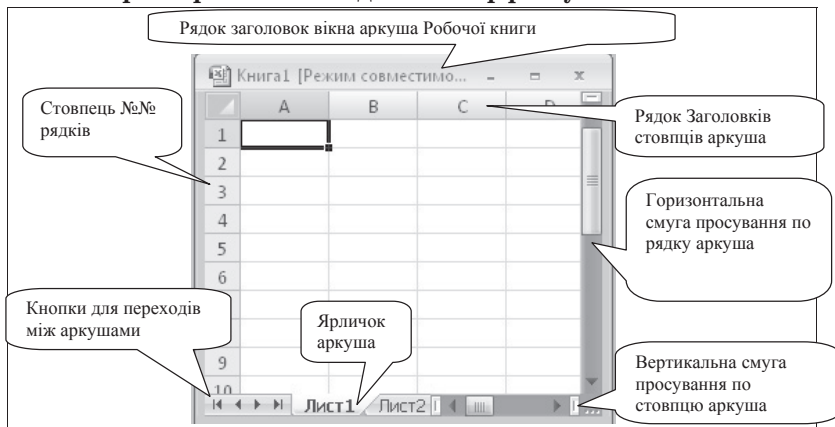 Рядок заголовок вікна аркуша Робочої книги
Книга1 [Режим совместимо...
Стовпець №№
рядків
A B C D
Рядок Заголовків
стовпців аркуша
1
2
3
4
5
6
Горизонтальна
смуга просування по
рядку аркуша
Кнопки для переходів
між аркушами
Ярличок
аркуша
9
10
Вертикальна смуга
просування по
стовпцю аркуша
Лист1 Лист2